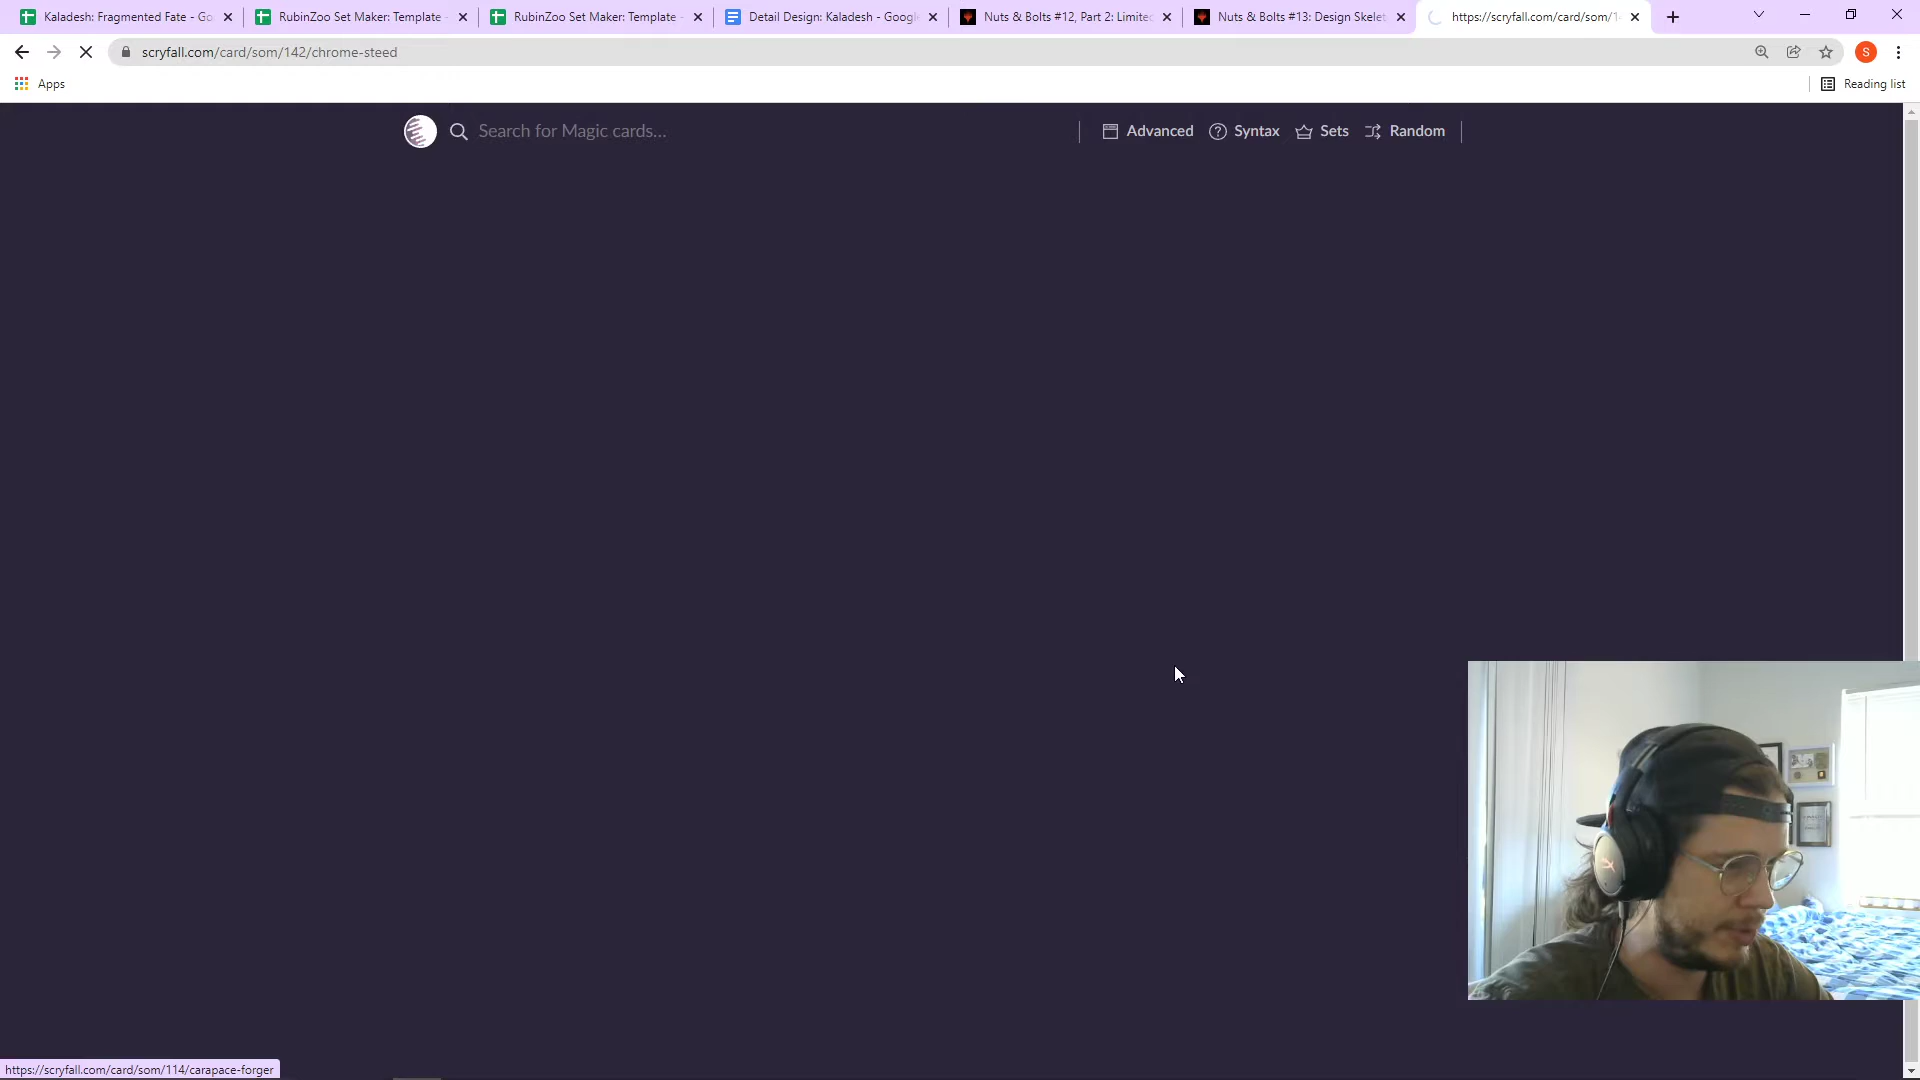 Kaladesh: Fragmented Fate - Go
RubinZoo Set Maker: Template -
RubinZoo Set Maker: Template -
Detail Design: Kaladesh - Google
Nuts & Bolts #12, Part 2: Limited
Nuts & Bolts #13: Design Skelet
https://scryfall.com/card/som/1
scryfall.com/card/som/142/chrome-steed
S
Apps
Reading list
Search for Magic cards...
Advanced
Syntax
Sets
Random
https://scryfall.com/card/som/114/carapace-forger